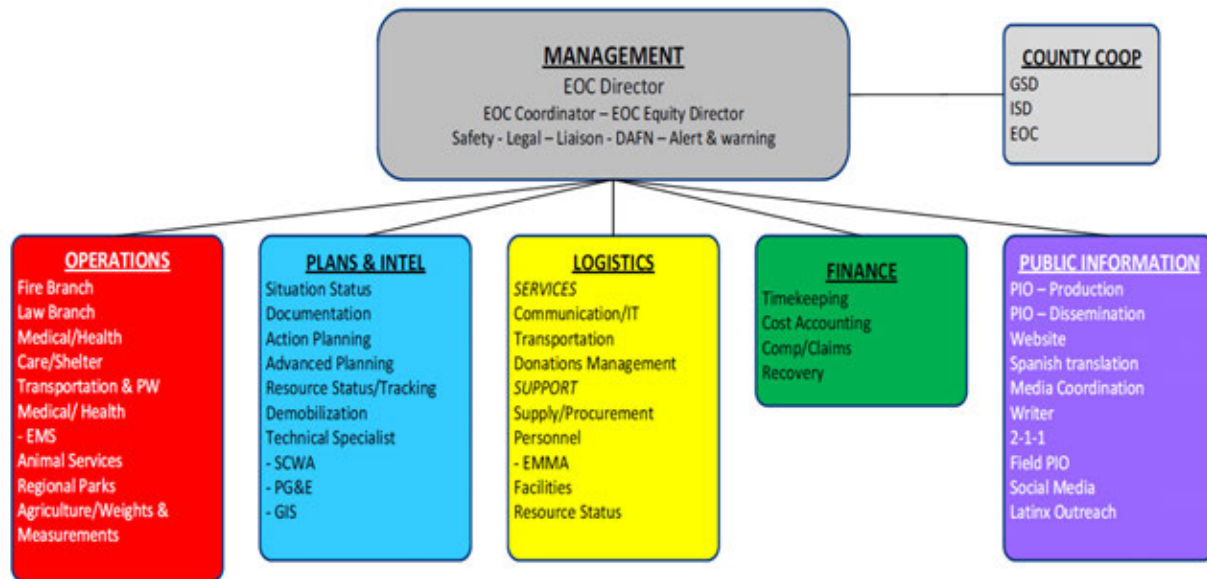 MANAGEMENT
EOC Director
EOC Coordinator – EOC Equity Director
Safety - Legal – Liaison - DAFN – Alert & warning
COUNTY COOP
GSD
ISD
EOC
OPERATIONS
Fire Branch
Law Branch
Medical/Health
Care/Shelter
Transportation & PW
Medical/ Health
- EMS
Animal Services
Regional Parks
Agriculture/Weights &
Measurements
PLANS & INTEL
Situation Status
Documentation
Action Planning
Advanced Planning
Resource Status/Tracking
Demobilization
Technical Specialist
- SCWA
- PG&E
- GIS
LOGISTICS
SERVICES
Communication/IT
Transportation
Donations Management
SUPPORT
Supply/Procurement
Personnel
- EMMA
Facilities
Resource Status
FINANCE
Timekeeping
Cost Accounting
Comp/Claims
Recovery
PUBLIC INFORMATION
PIO – Production
PIO – Dissemination
Website
Spanish translation
Media Coordination
Writer
2-1-1
Field PIO
Social Media
Latinx Outreach